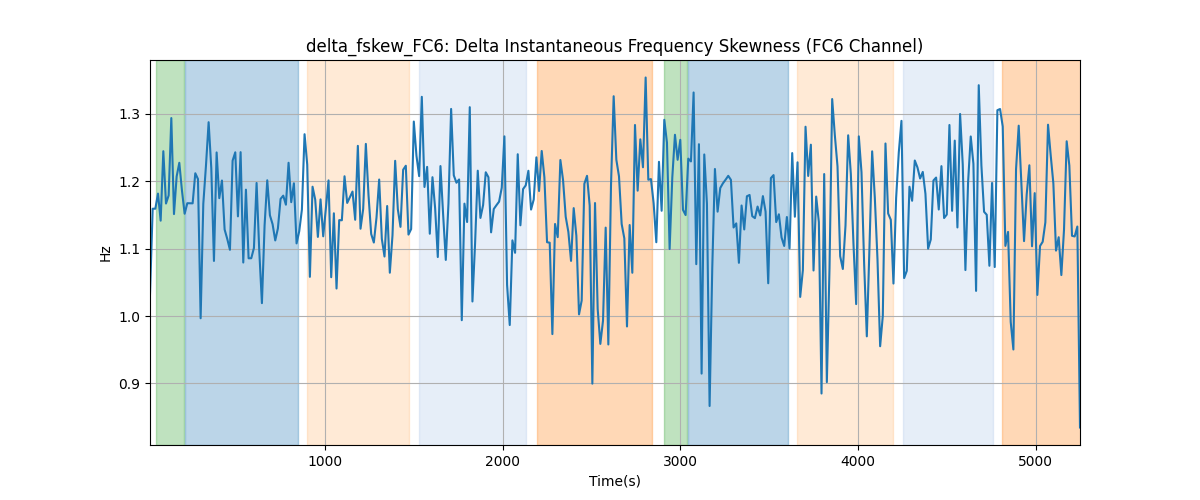 delta_fskew_FC6: Delta Instantaneous Frequency Skewness (FC6 Channel)
Hz
1.3
1.2
1.1
1.0
0.9
1000 2000 3000 4000 5000
Time(s)